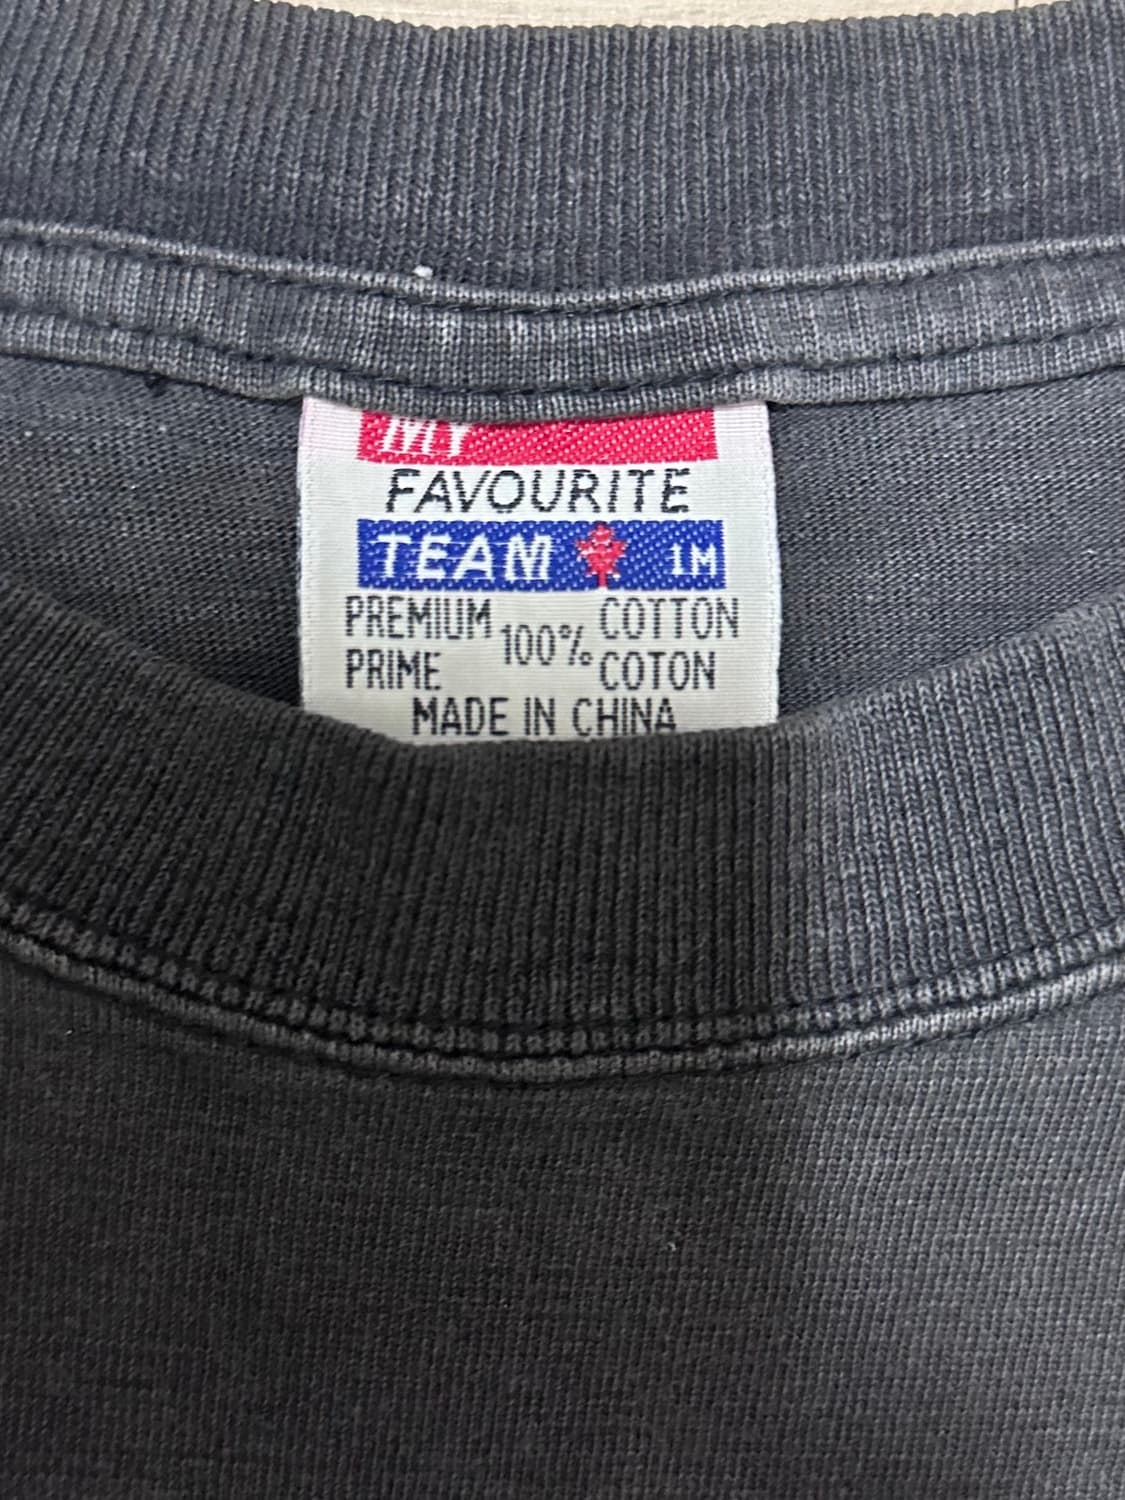 MY
FAVOURITE
TEAM 1M
PREMIUM 100% COTTON
PRIME COTON
MADE IN CHINA